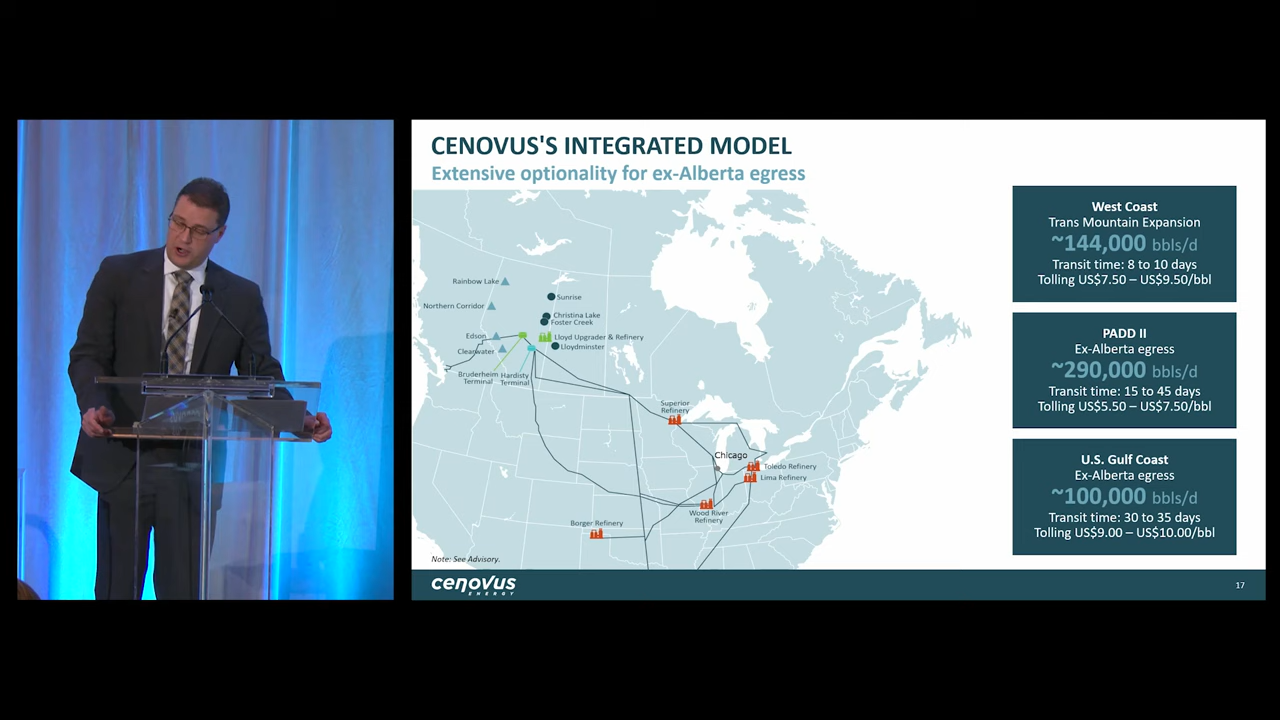 CENOVUS'S INTEGRATED MODEL
Extensive optionality for ex-Alberta egress
Rainbow Lake
Sunrise
Northern Corridor
Christina Lake
Foster Creek
Edson
Lloyd Upgrader & Refinery
Clearwater
Lloydminster
Bruderheim
Terminal
Hardisty
Terminal
Superior
Refinery
Chicago
Toledo Refinery
Lima Refinery
Wood River
Refinery
Borger Refinery
West Coast
Trans Mountain Expansion
~144,000 bbls/d
Transit time: 8 to 10 days
Tolling US$7.50 – US$9.50/bbl
PADD II
Ex-Alberta egress
~290,000 bbls/d
Transit time: 15 to 45 days
Tolling US$5.50 – US$7.50/bbl
U.S. Gulf Coast
Ex-Alberta egress
~100,000 bbls/d
Transit time: 30 to 35 days
Tolling US$9.00 – US$10.00/bbl
Note: See Advisory.
cenovus
ENERGY
17